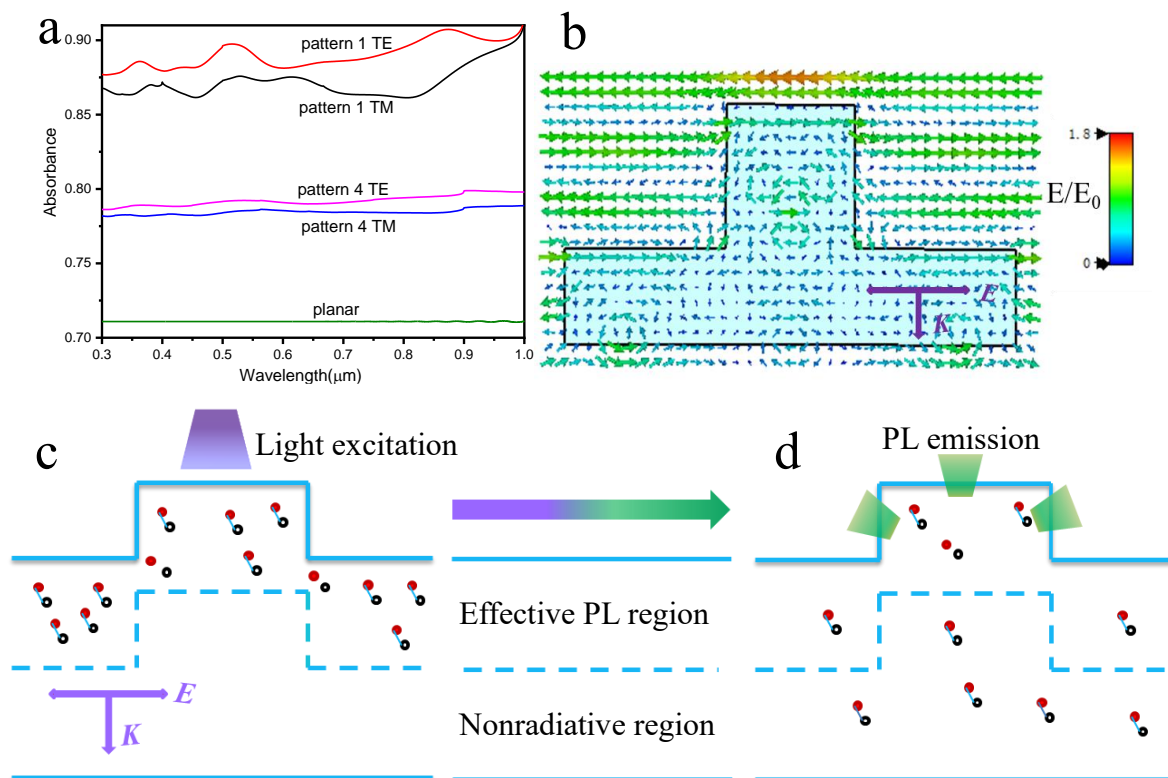 a
0.90
0.85
0.80
0.75
0.70
Absorbance
pattern 1 TE
pattern 1 TM
pattern 4 TE
pattern 4 TM
planar
0.3 0.4 0.5 0.6 0.7 0.8 0.9 1.0
Wavelength(μm)
b
E
K
1.8
E/E0
0
c
Light excitation
E
K
Effective PL region
Nonradiative region
d
PL emission